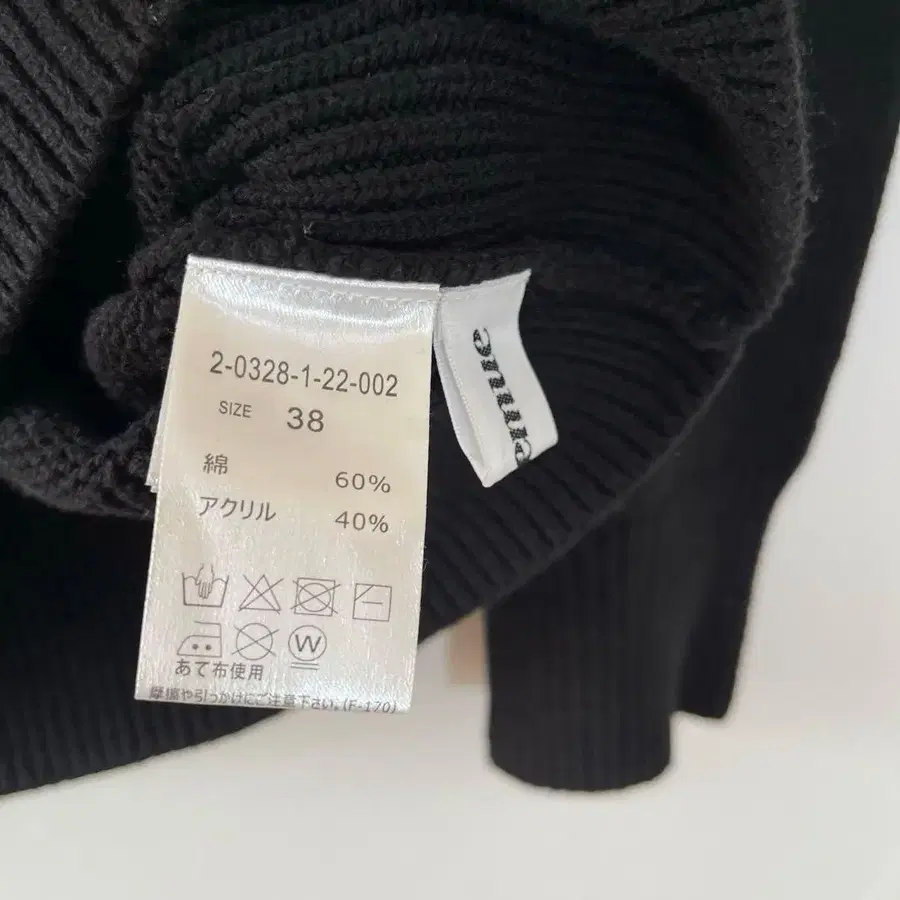 2-0328-1-22-002
SIZE 38
綿 60%
アクリル 40%
W
あて布使用
摩擦や引っかけにご注意下さい。(F-170)